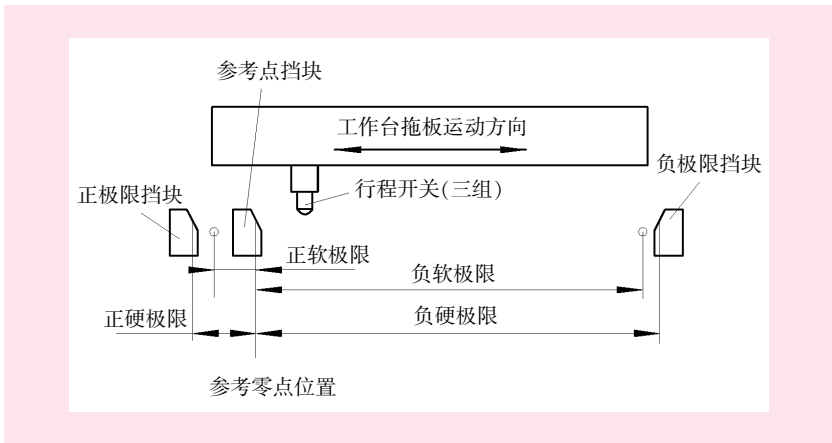 参考点挡块
工作台拖板运动方向
负极限挡块
正极限挡块
行程开关(三组)
正软极限
负软极限
正硬极限
负硬极限
参考零点位置